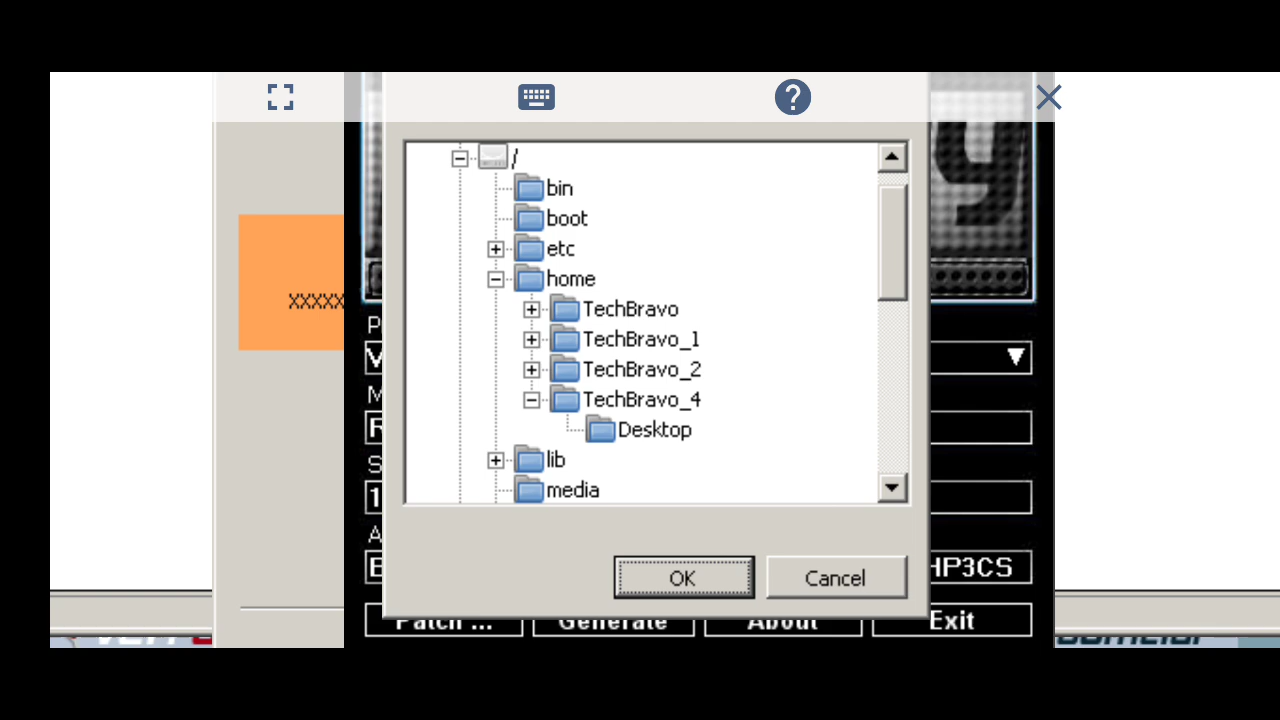 /
bin
boot
etc
home
TechBravo
TechBravo_1
TechBravo_2
TechBravo_4
Desktop
lib
media
XXXXX
P
V
M
R
S
1
A
E
HP3CS
OK
Cancel
Patch ...
Generate
About
Exit